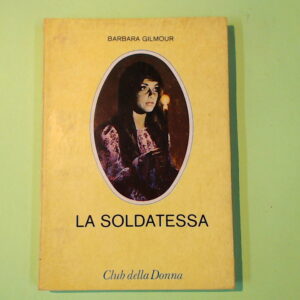 BARBARA GILMOUR
LA SOLDATESSA
Club della Donna